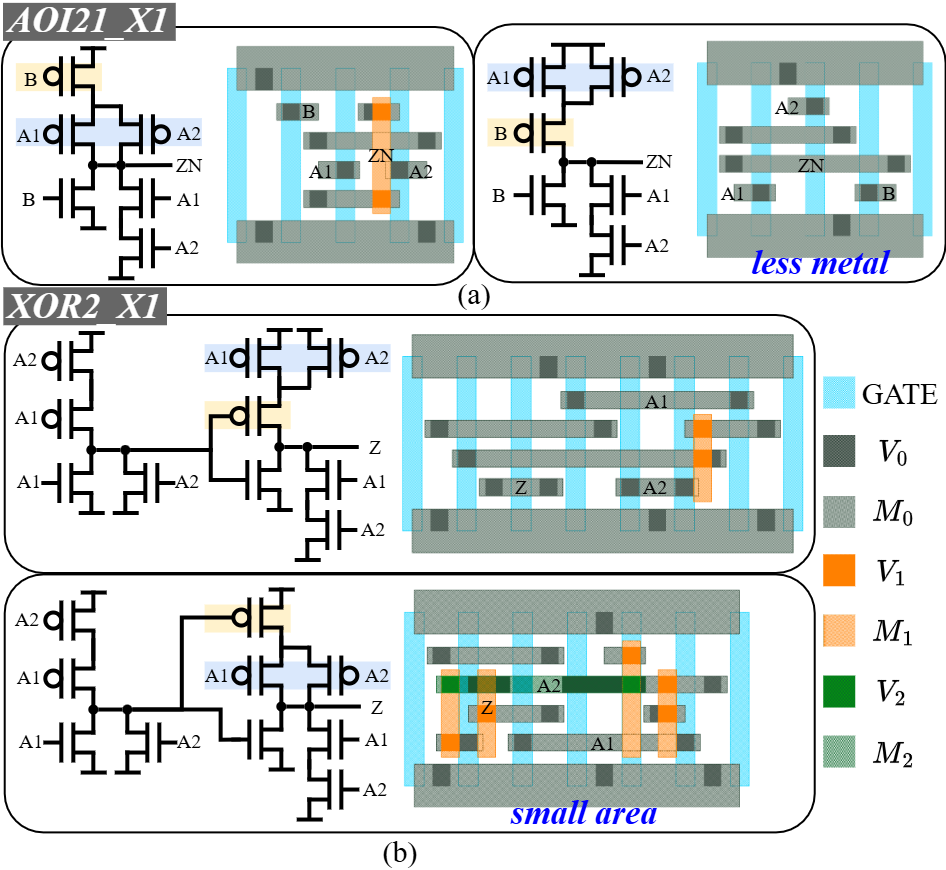 AOI21_X1
B
A1
A2
ZN
B
A1
A2
B
ZN
A1
A2
A1
A2
B
ZN
B
A1
A2
A2
ZN
A1
B
less metal
(a)
XOR2_X1
A2
A1
A1
A2
A1
A2
Z
A1
A2
A1
Z
A2
A2
A1
A1
A2
A1
A2
Z
A1
A2
A2
Z
A1
small area
(b)
GATE
V0
M0
V1
M1
V2
M2